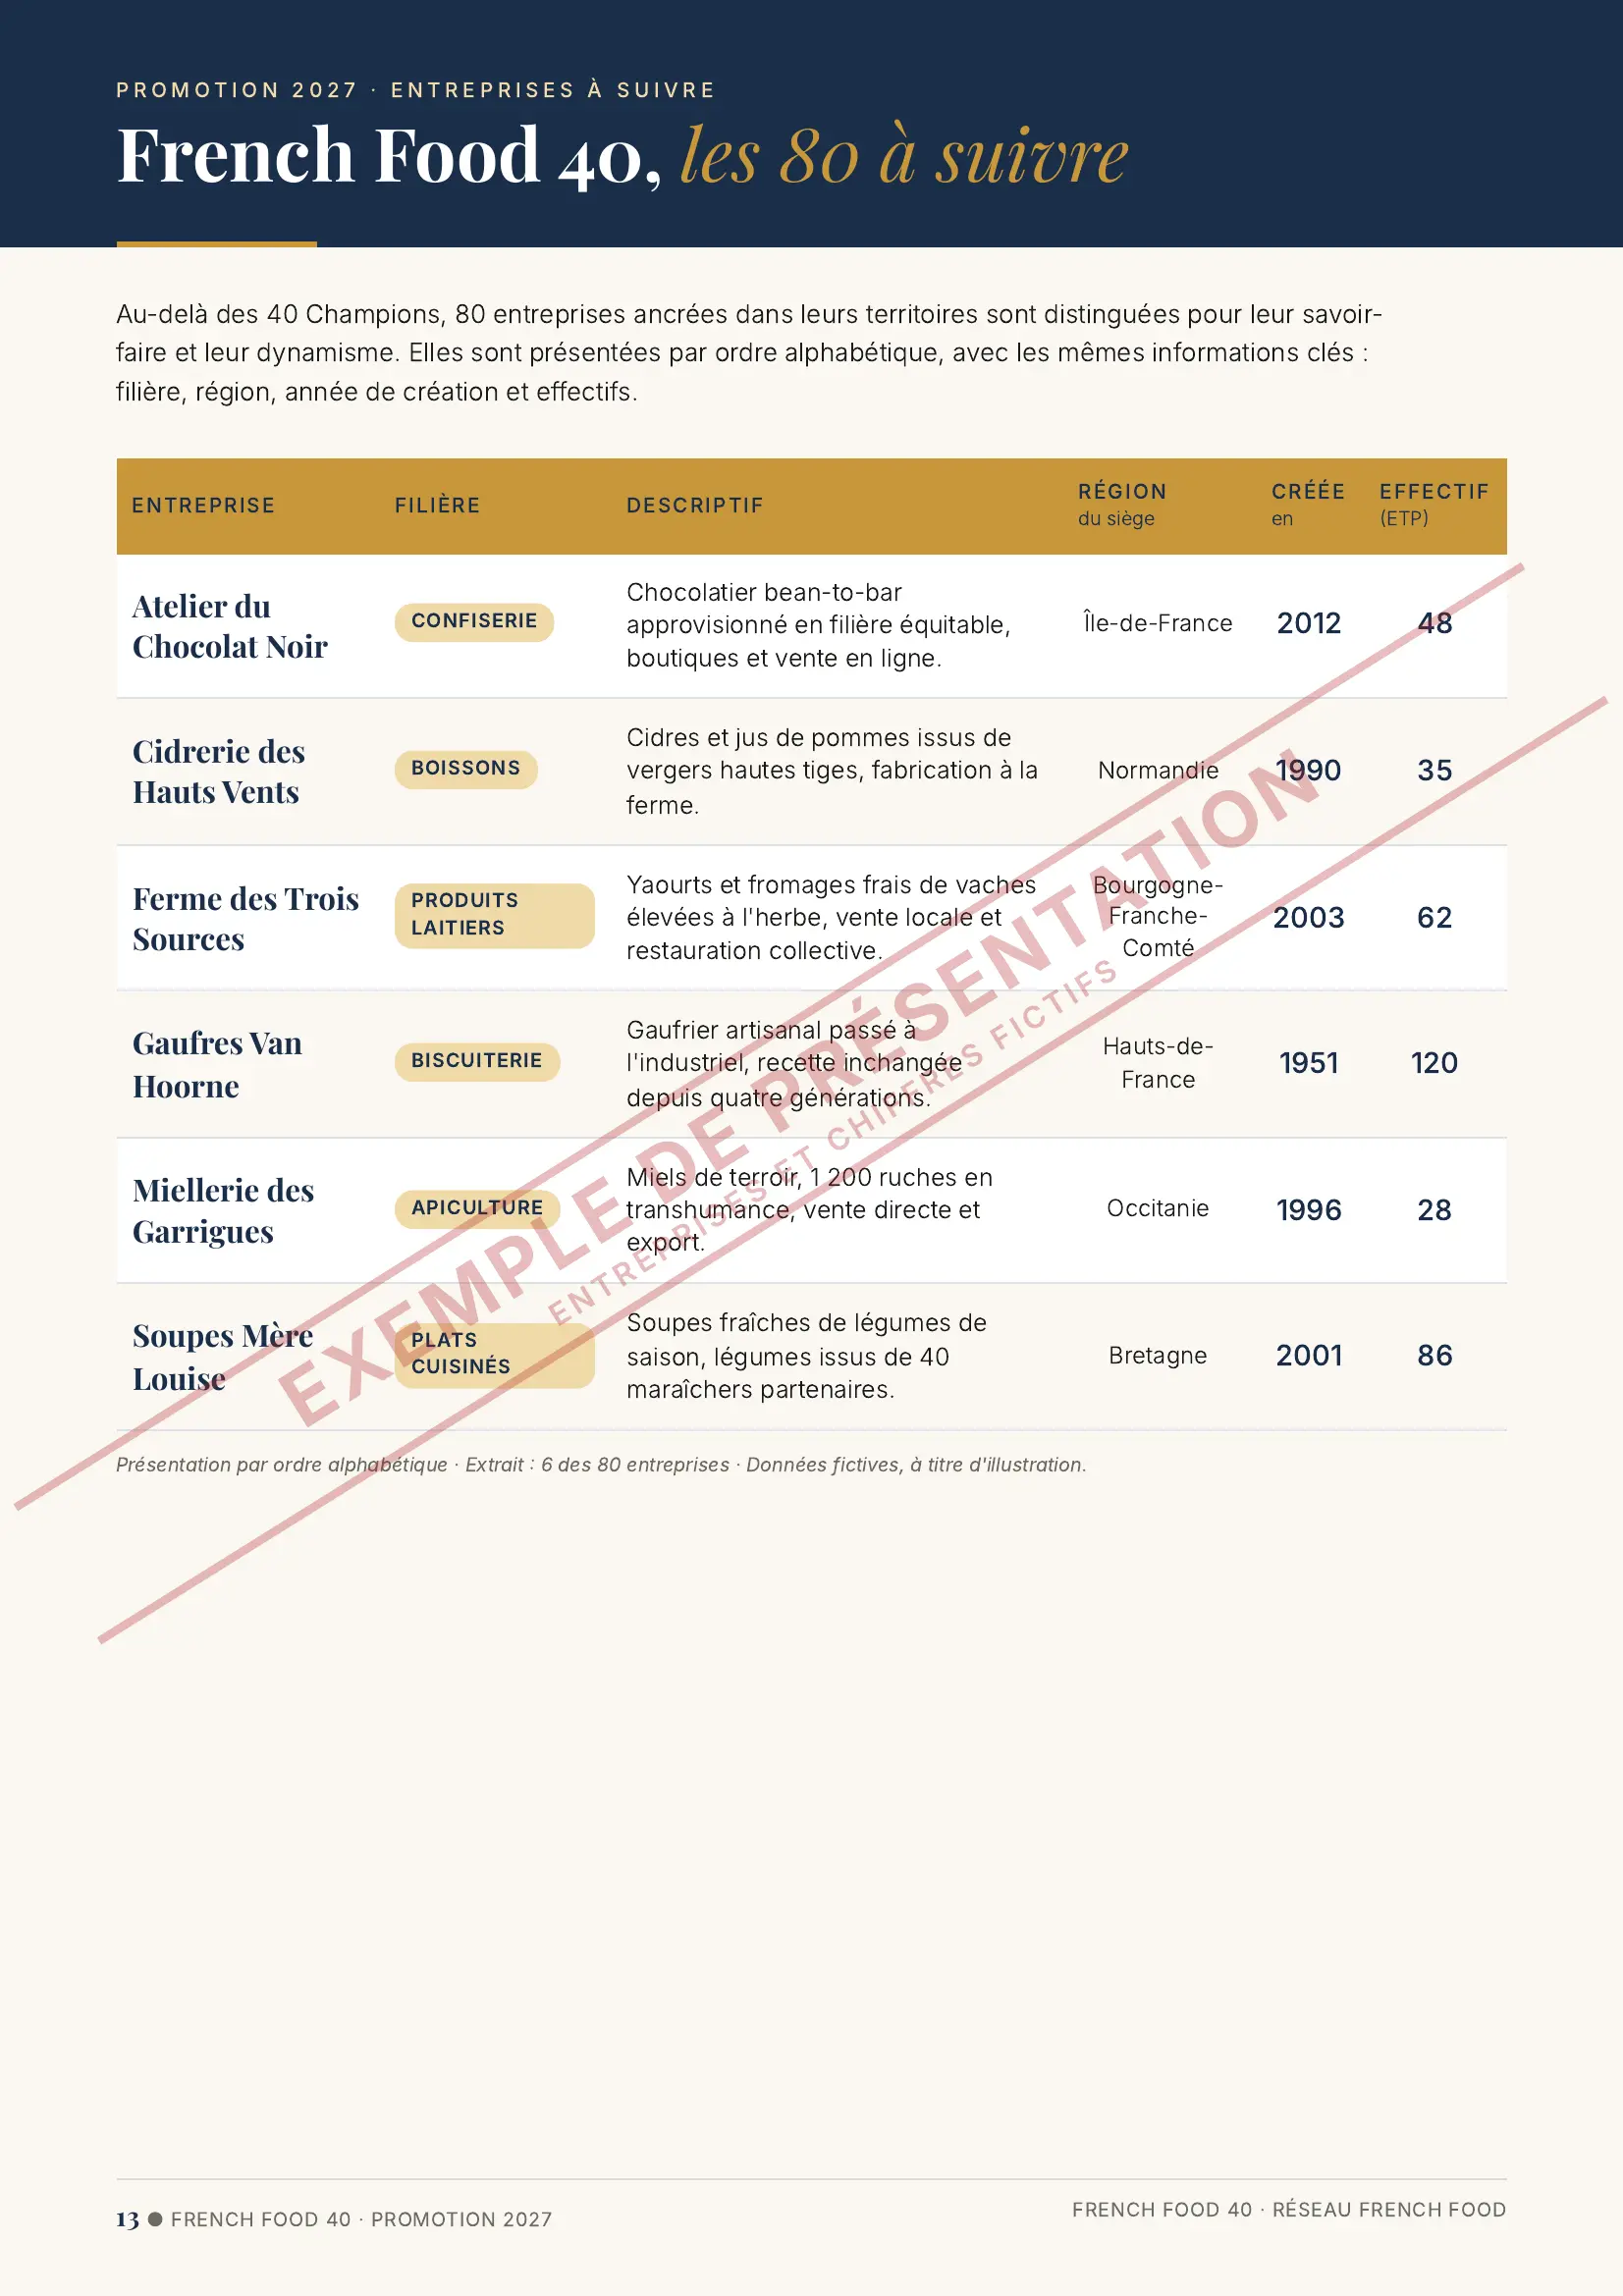 PROMOTION 2027 · ENTREPRISES À SUIVRE
French Food 40, les 80 à suivre
Au-delà des 40 Champions, 80 entreprises ancrées dans leurs territoires sont distinguées pour leur savoir-
faire et leur dynamisme. Elles sont présentées par ordre alphabétique, avec les mêmes informations clés :
filière, région, année de création et effectifs.
ENTREPRISE FILIÈRE DESCRIPTIF RÉGION CRÉÉE EFFECTIF
du siège en (ETP)
Atelier du
Chocolat Noir
CONFISERIE
Chocolatier bean-to-bar
approvisionné en filière équitable,
boutiques et vente en ligne.
Île-de-France
2012
48
Cidrerie des
Hauts Vents
BOISSONS
Cidres et jus de pommes issus de
vergers hautes tiges, fabrication à la
ferme.
Normandie
1990
35
Ferme des Trois
Sources
PRODUITS
LAITIERS
Yaourts et fromages frais de vaches
élevées à l'herbe, vente locale et
restauration collective.
Bourgogne-
Franche-
Comté
2003
62
Gaufres Van
Hoorne
BISCUITERIE
Gaufrier artisanal passé à
l'industriel, recette inchangée
depuis quatre générations.
Hauts-de-
France
1951
120
Miellerie des
Garrigues
APICULTURE
Miels de terroir, 1 200 ruches en
transhumance, vente directe et
export.
Occitanie
1996
28
Soupes Mère
Louise
PLATS
CUISINÉS
Soupes fraîches de légumes de
saison, légumes issus de 40
maraîchers partenaires.
Bretagne
2001
86
EXEMPLE DE PRÉSENTATION
ENTREPRISES ET CHIFFRES FICTIFS
Présentation par ordre alphabétique · Extrait : 6 des 80 entreprises · Données fictives, à titre d'illustration.
13 ● FRENCH FOOD 40 · PROMOTION 2027
FRENCH FOOD 40 · RÉSEAU FRENCH FOOD